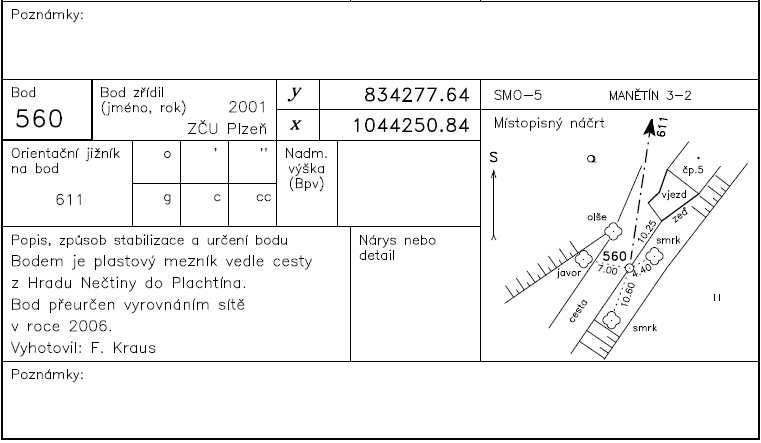 Poznámky:
Bod
560
Bod zřídil
(jméno, rok)
2001
ZČU Plzeň
y
834277.64
x
1044250.84
SMO-5
MANĚTÍN 3-2
Orientační jižník
na bod
611
o
'
''
g
c
cc
Nadm.
výška
(Bpv)
Místopisný náčrt
S
611
čp.5
vjezd
zeď
olše
10.25
smrk
560
javor
7.00
4.40
10.60
cesta
smrk
Popis, způsob stabilizace a určení bodu
Bodem je plastový mezník vedle cesty
z Hradu Nečtiny do Plachtína.
Bod přeurčen vyrovnáním sítě
v roce 2006.
Vyhotovil: F. Kraus
Nárys nebo
detail
Poznámky: